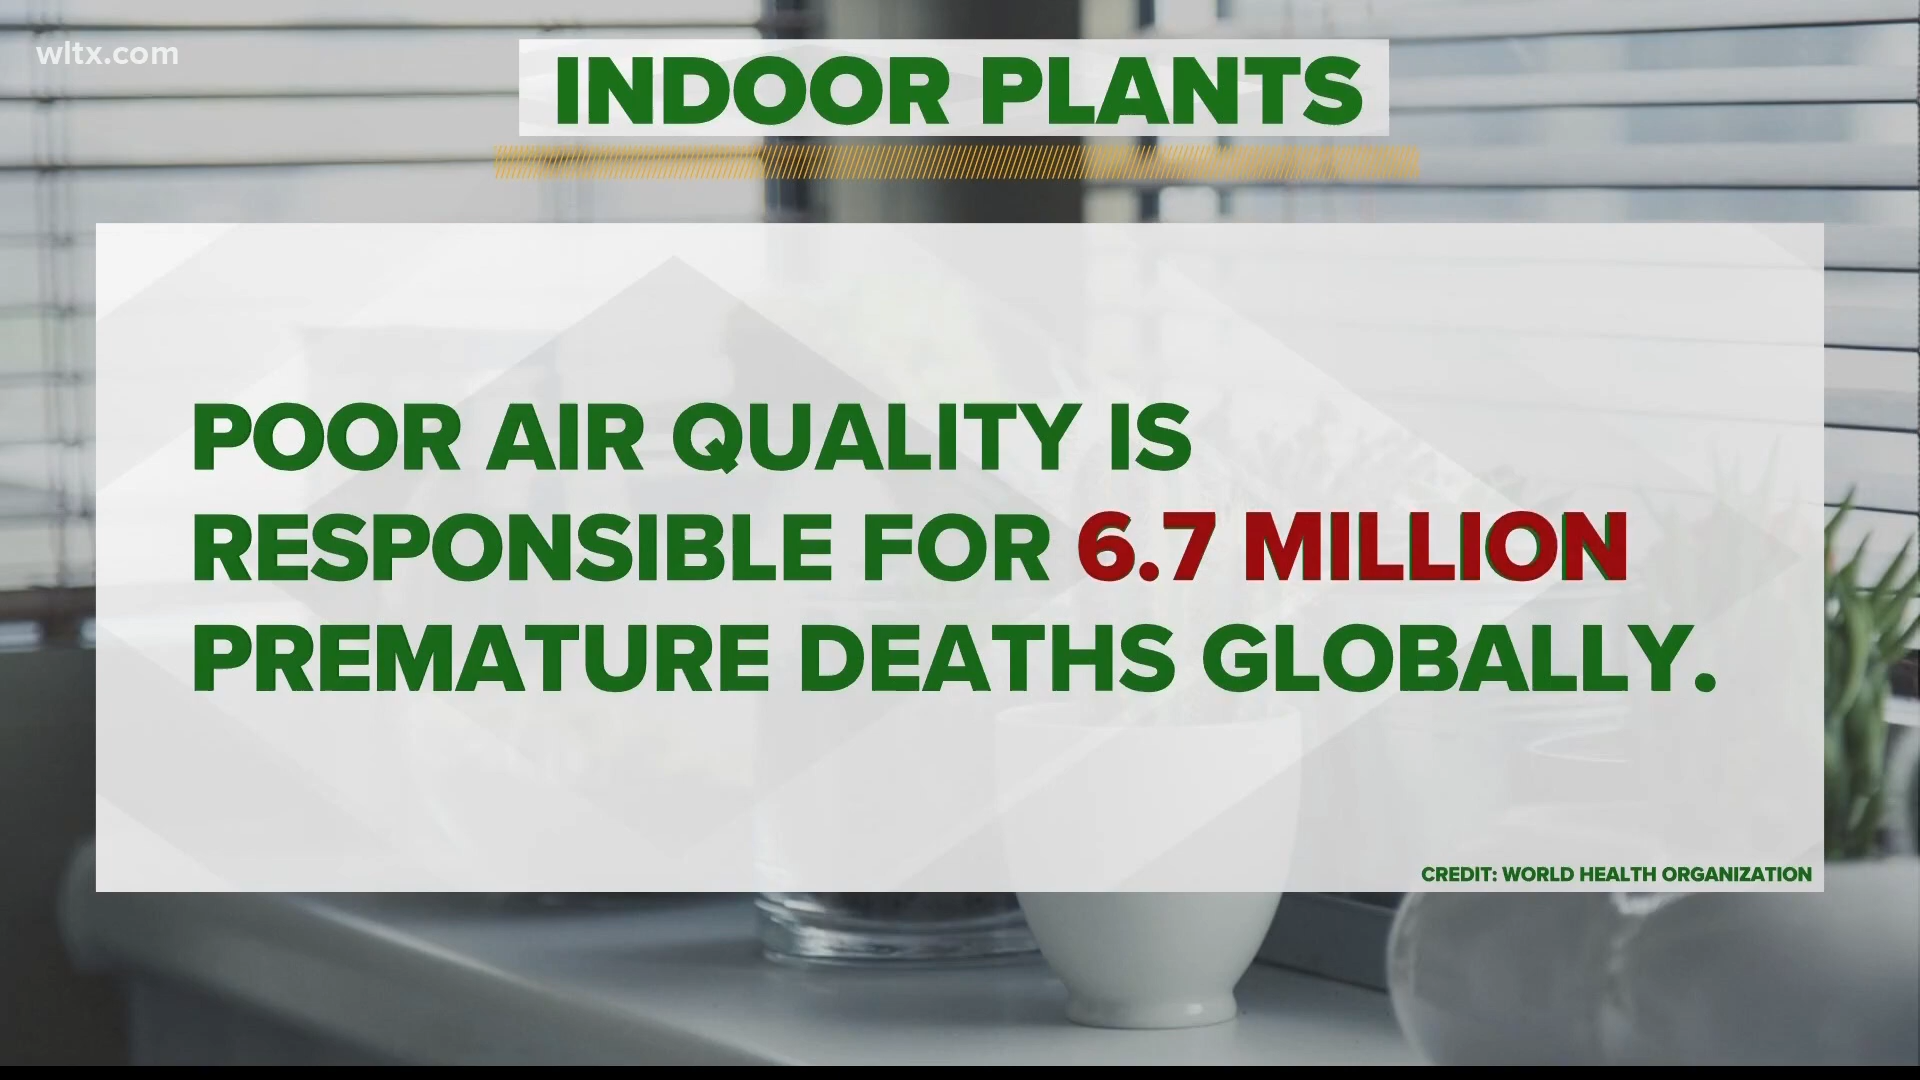 wltx.com
INDOOR PLANTS
POOR AIR QUALITY IS
RESPONSIBLE FOR 6.7 MILLION
PREMATURE DEATHS GLOBALLY.
CREDIT: WORLD HEALTH ORGANIZATION